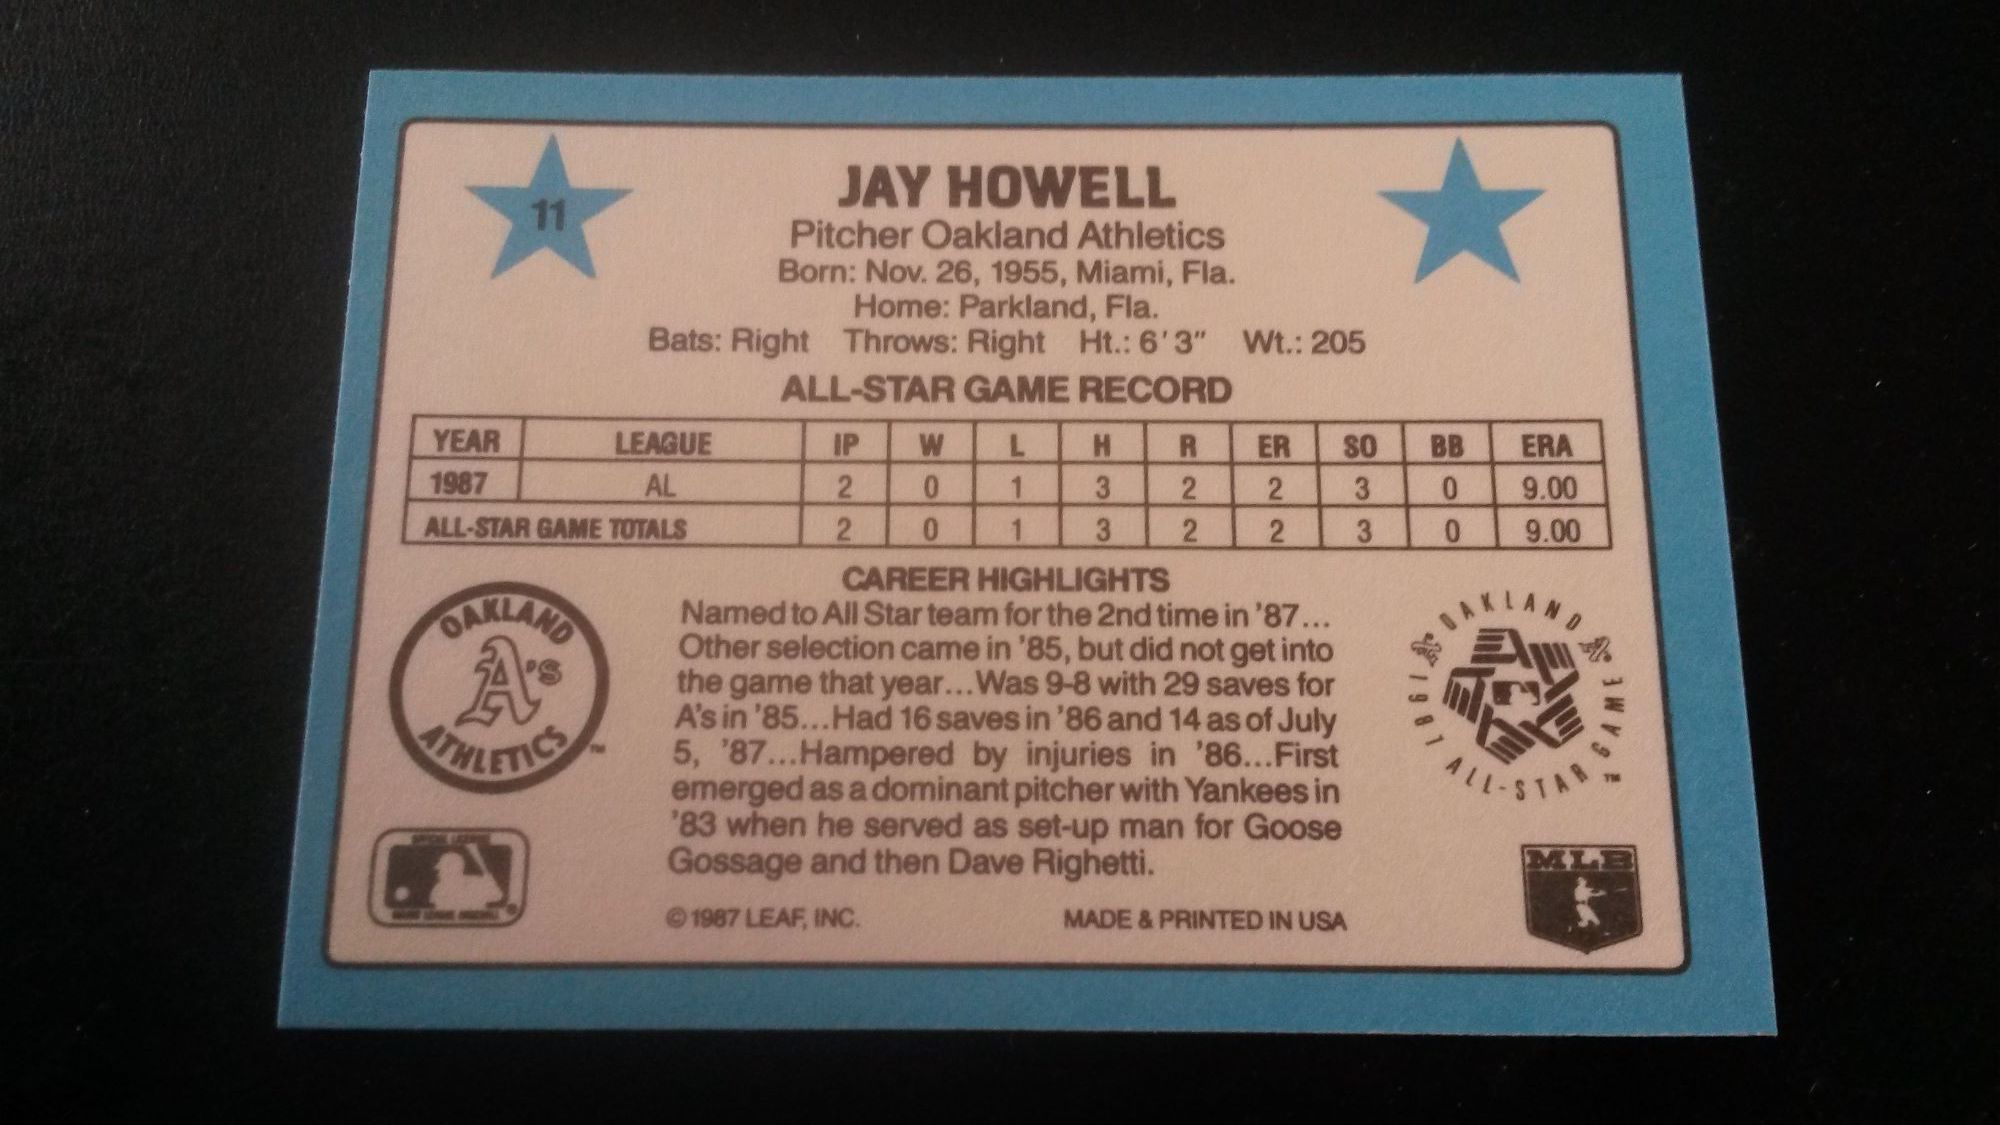 11
JAY HOWELL
Pitcher Oakland Athletics
Born: Nov. 26, 1955, Miami, Fla.
Home: Parkland, Fla.
Bats: Right Throws: Right Ht.: 6'3" Wt.: 205
ALL-STAR GAME RECORD
YEAR LEAGUE IP W L H R ER SO BB ERA
1987 AL 2 0 1 3 2 2 3 0 9.00
ALL-STAR GAME TOTALS 2 0 1 3 2 2 3 0 9.00
CAREER HIGHLIGHTS
Named to All Star team for the 2nd time in '87...
Other selection came in '85, but did not get into
the game that year...Was 9-8 with 29 saves for
A's in '85...Had 16 saves in '86 and 14 as of July
5, '87...Hampered by injuries in '86...First
emerged as a dominant pitcher with Yankees in
'83 when he served as set-up man for Goose
Gossage and then Dave Righetti.
OAKLAND
A's
ATHLETICS ™
OAKLAND
1987 ALL-STAR GAME ™
MLB
© 1987 LEAF, INC. MADE & PRINTED IN USA